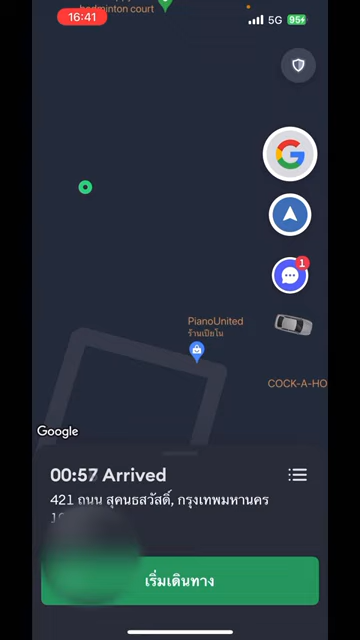 badminton court
16:41
5G 95
1
PianoUnited
ร้านเปียโน
COCK-A-HO
Google
00:57 Arrived
421 ถนน สุคนธสวัสดิ์, กรุงเทพมหานคร
เริ่มเดินทาง